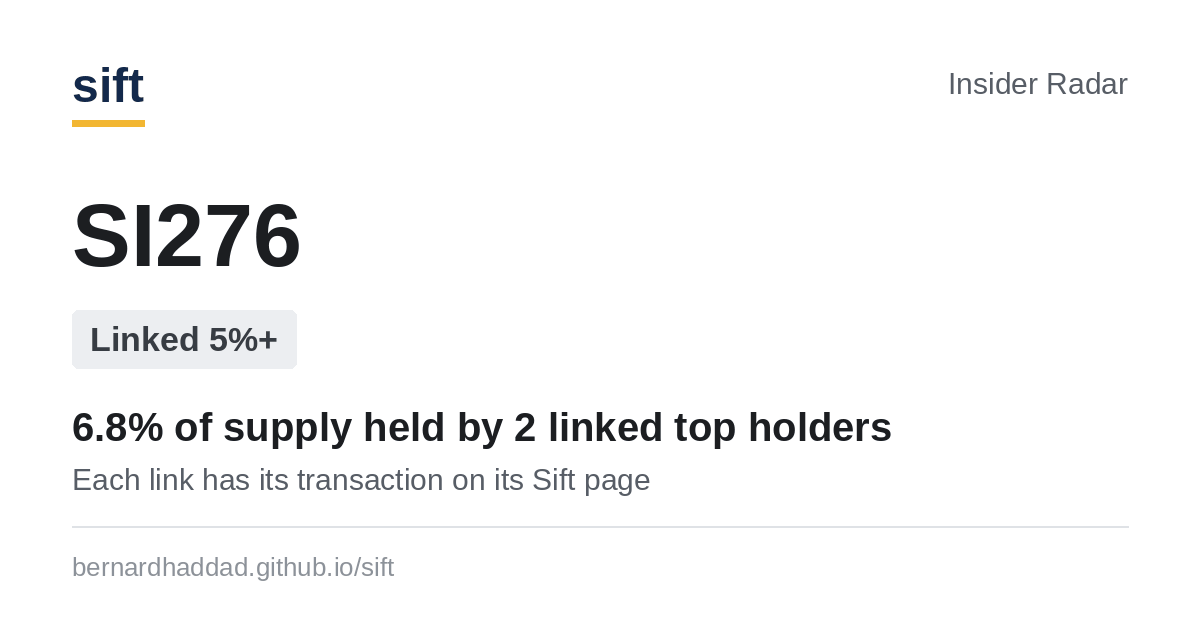 sift
Insider Radar
SI276
Linked 5%+
6.8% of supply held by 2 linked top holders
Each link has its transaction on its Sift page
bernardhaddad.github.io/sift